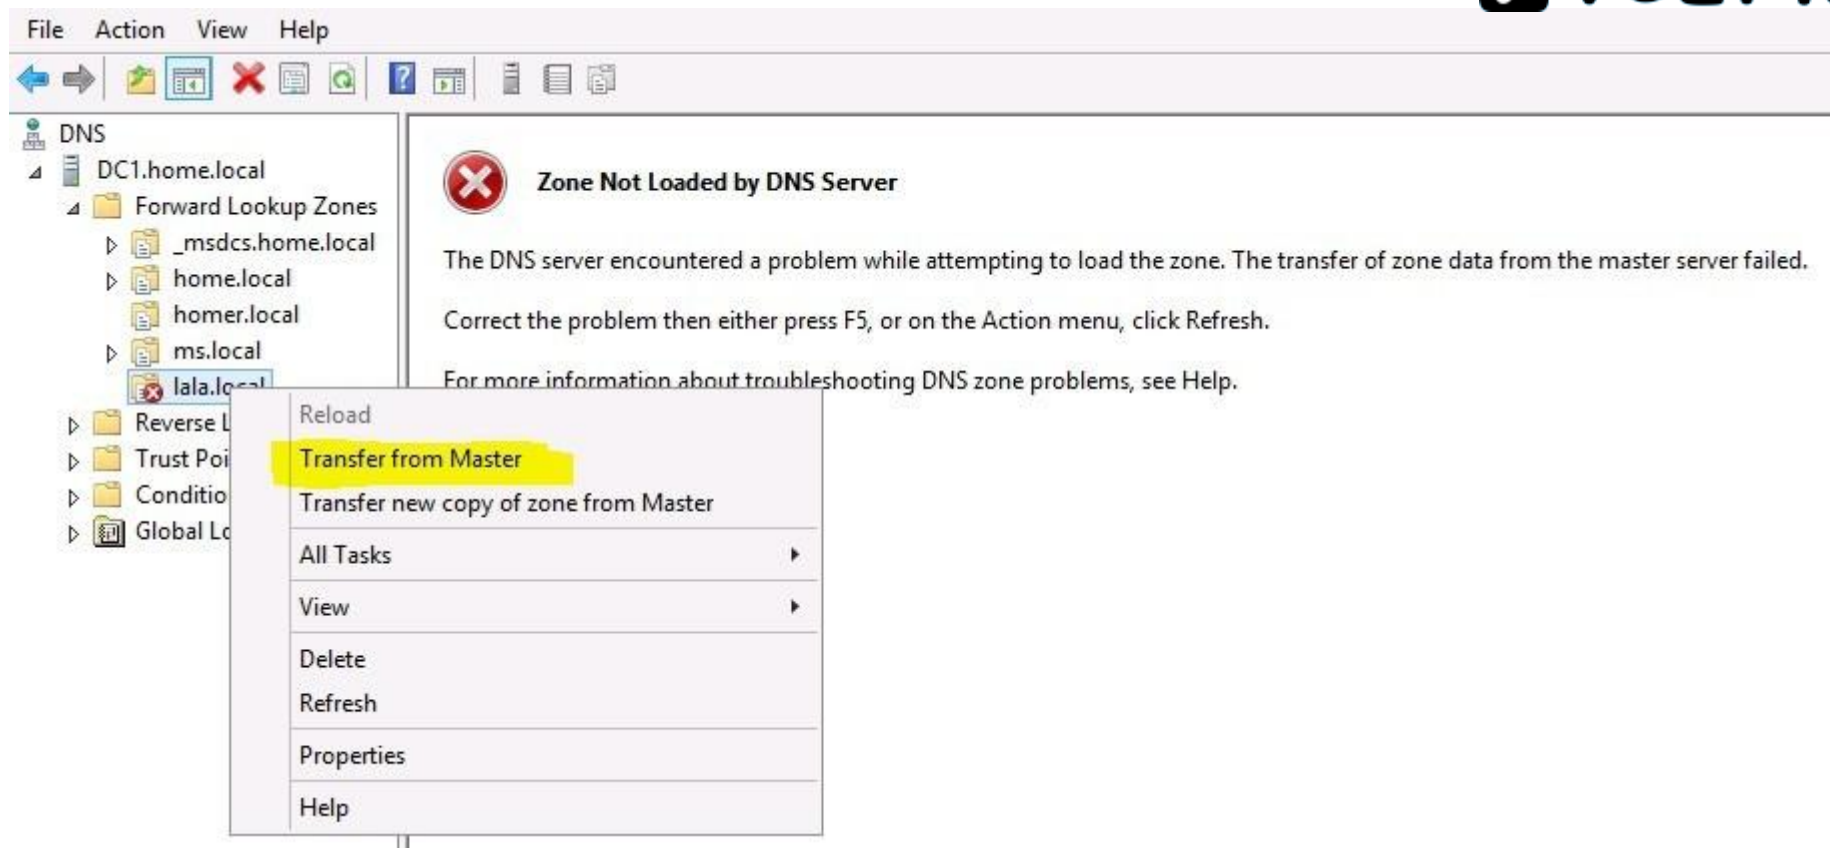 File Action View Help
DNS
DC1.home.local
Forward Lookup Zones
_msdcs.home.local
home.local
homer.local
ms.local
lala.local
Reverse L
Trust Poi
Conditio
Global Lo
Zone Not Loaded by DNS Server
The DNS server encountered a problem while attempting to load the zone. The transfer of zone data from the master server failed.
Correct the problem then either press F5, or on the Action menu, click Refresh.
For more information about troubleshooting DNS zone problems, see Help.
Reload
Transfer from Master
Transfer new copy of zone from Master
All Tasks
View
Delete
Refresh
Properties
Help